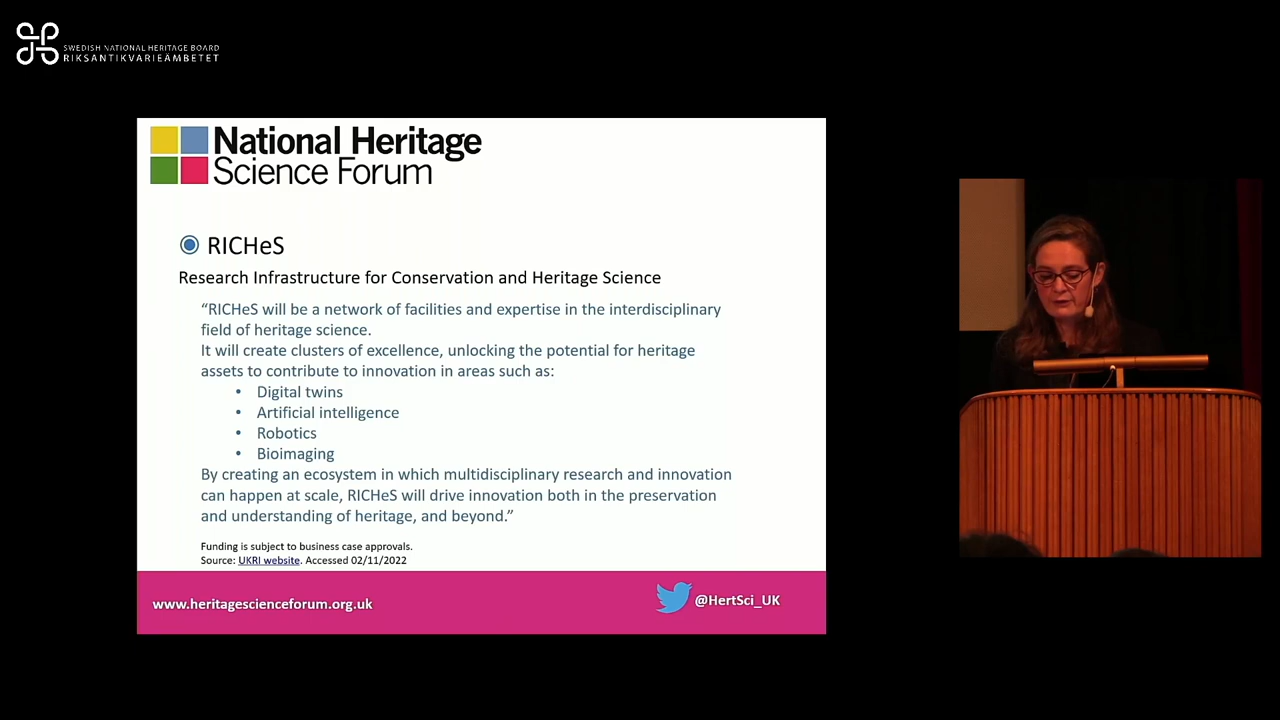 SWEDISH NATIONAL HERITAGE BOARD
RIKSANTIKVARIEÄMBETET
National Heritage
Science Forum
RICHeS
Research Infrastructure for Conservation and Heritage Science
“RICHeS will be a network of facilities and expertise in the interdisciplinary
field of heritage science.
It will create clusters of excellence, unlocking the potential for heritage
assets to contribute to innovation in areas such as:
• Digital twins
• Artificial intelligence
• Robotics
• Bioimaging
By creating an ecosystem in which multidisciplinary research and innovation
can happen at scale, RICHeS will drive innovation both in the preservation
and understanding of heritage, and beyond.”
Funding is subject to business case approvals.
Source: UKRI website. Accessed 02/11/2022
www.heritagescienceforum.org.uk
@HertSci_UK